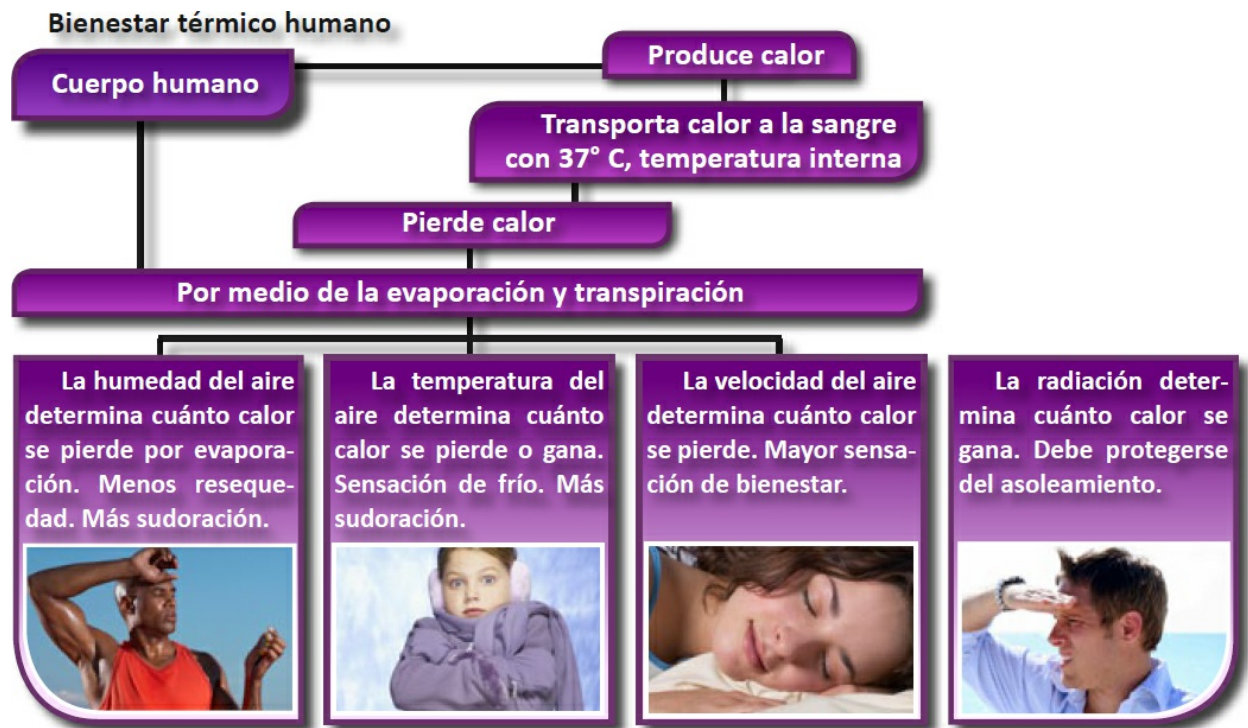 Bienestar térmico humano
Cuerpo humano
Produce calor
Transporta calor a la sangre
con 37° C, temperatura interna
Pierde calor
Por medio de la evaporación y transpiración
La humedad del aire
determina cuánto calor
se pierde por evapora-
ción. Menos reseque-
dad. Más sudoración.
La temperatura del
aire determina cuánto
calor se pierde o gana.
Sensación de frío. Más
sudoración.
La velocidad del aire
determina cuánto calor
se pierde. Mayor sensa-
ción de bienestar.
La radiación deter-
mina cuánto calor se
gana. Debe protegerse
del asoleamiento.